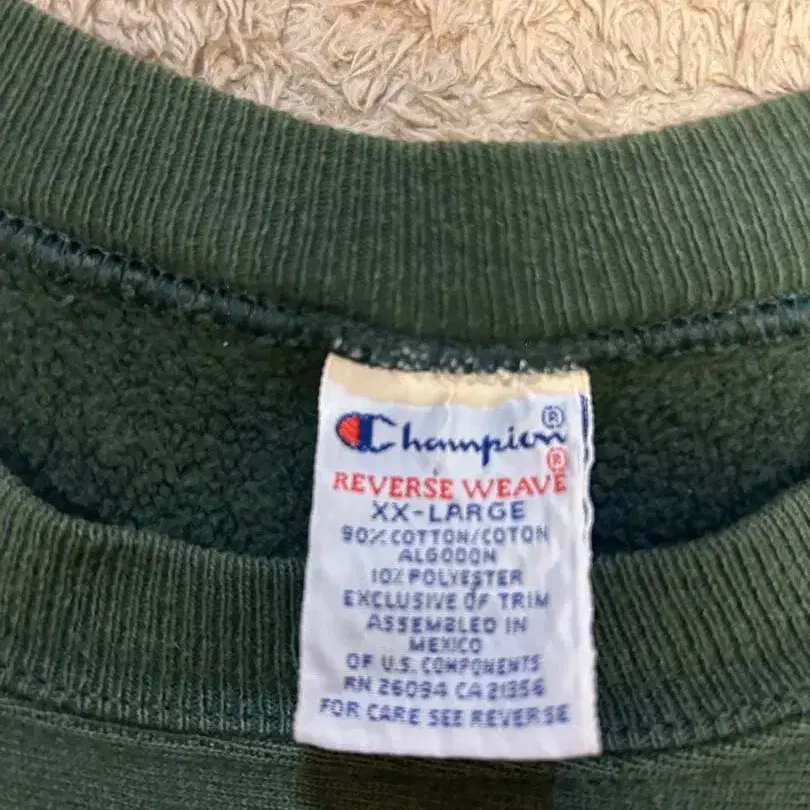 Champion®
REVERSE WEAVE®
XX-LARGE
90% COTTON/COTON
ALGODON
10% POLYESTER
EXCLUSIVE OF TRIM
ASSEMBLED IN
MEXICO
OF U.S. COMPONENTS
RN 26094 CA 21356
FOR CARE SEE REVERSE